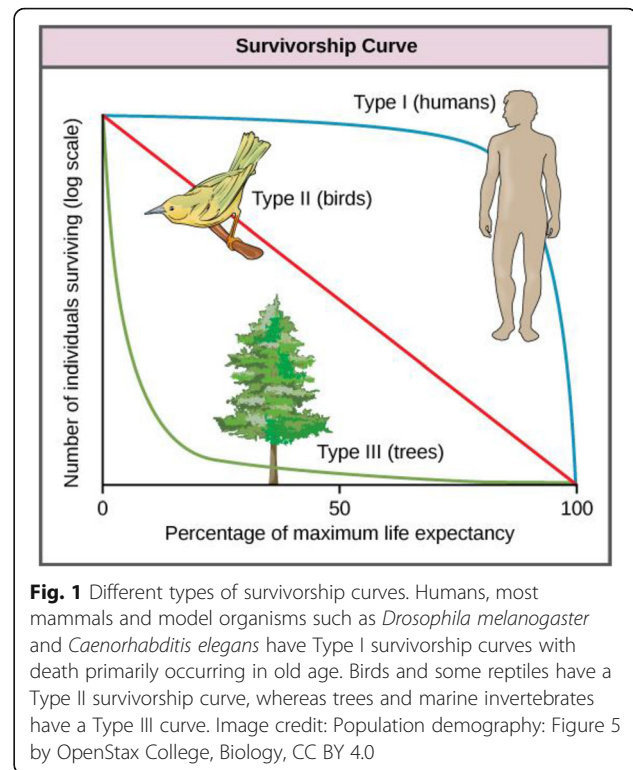 Survivorship Curve
Number of individuals surviving (log scale)
Type I (humans)
Type II (birds)
Type III (trees)
0
50
100
Percentage of maximum life expectancy
Fig. 1 Different types of survivorship curves. Humans, most
mammals and model organisms such as Drosophila melanogaster
and Caenorhabditis elegans have Type I survivorship curves with
death primarily occurring in old age. Birds and some reptiles have a
Type II survivorship curve, whereas trees and marine invertebrates
have a Type III curve. Image credit: Population demography: Figure 5
by OpenStax College, Biology, CC BY 4.0